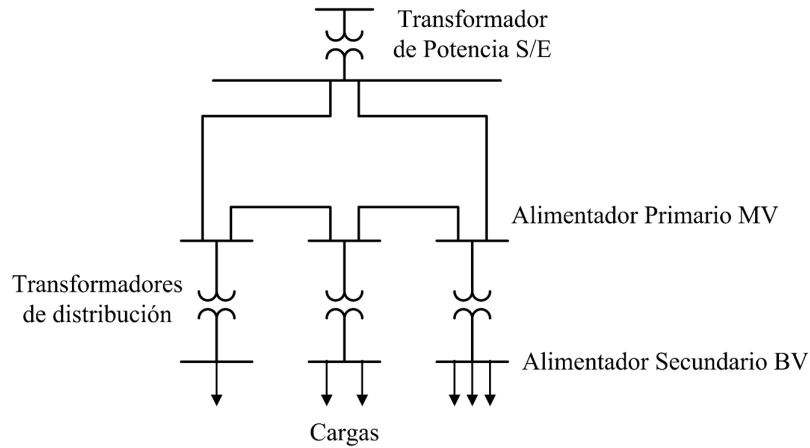 Transformador
de Potencia S/E
Alimentador Primario MV
Transformadores
de distribución
Alimentador Secundario BV
Cargas